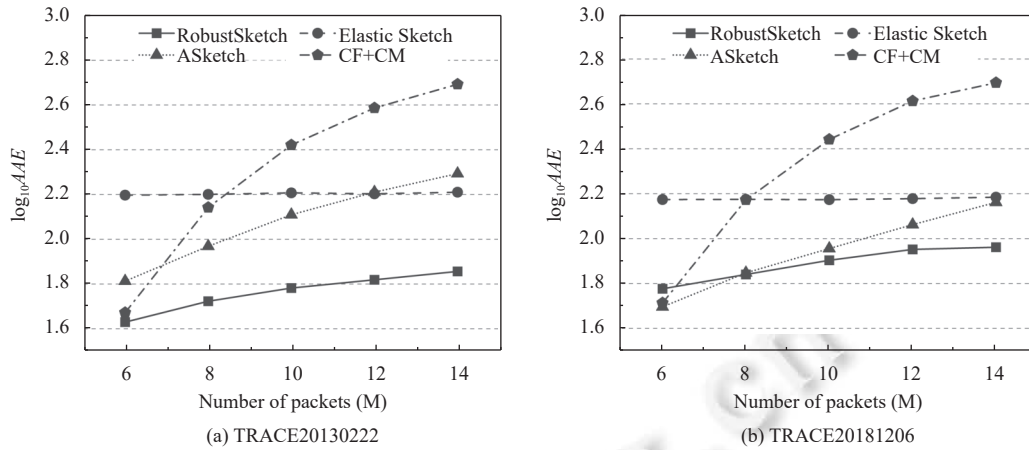 RobustSketch
Elastic Sketch
ASketch
CF+CM
3.0
2.8
2.6
2.4
2.2
2.0
1.8
1.6
log₁₀AAE
6
8
10
12
14
Number of packets (M)
(a) TRACE20130222
RobustSketch
Elastic Sketch
ASketch
CF+CM
3.0
2.8
2.6
2.4
2.2
2.0
1.8
1.6
log₁₀AAE
6
8
10
12
14
Number of packets (M)
(b) TRACE20181206